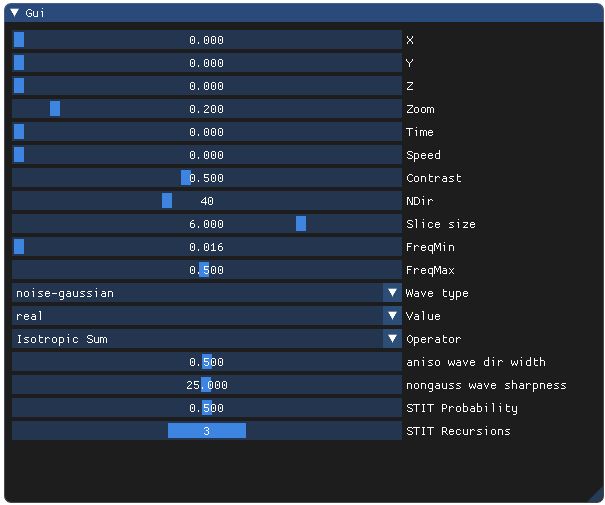 Gui
0.000 X
0.000 Y
0.000 Z
0.200 Zoom
0.000 Time
0.000 Speed
0.500 Contrast
40 NDir
6.000 Slice size
0.016 FreqMin
0.500 FreqMax
noise-gaussian Wave type
real Value
Isotropic Sum Operator
0.500 aniso wave dir width
25.000 nongauss wave sharpness
0.500 STIT Probability
3 STIT Recursions